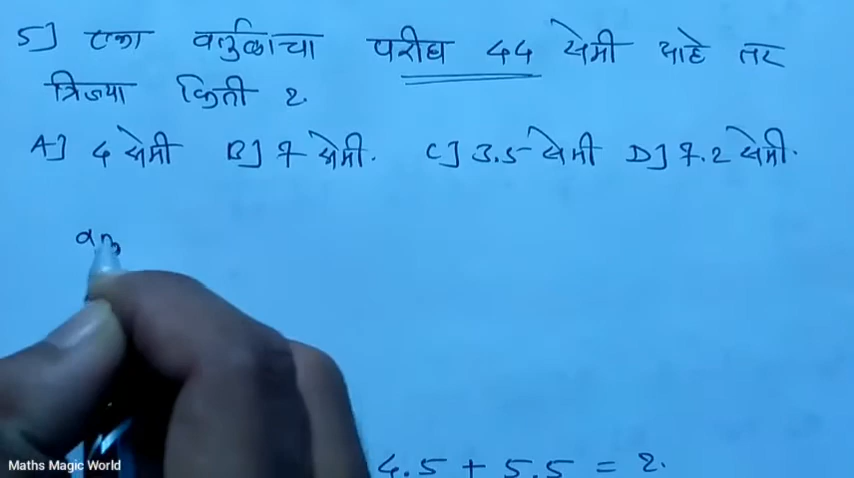 5] एका वर्तुळाचा परीघ 44 सेमी आहे तर
त्रिज्या किती ?
A] 4 सेमी B] 7 सेमी. C] 3.5 सेमी D] 7.2 सेमी.
4.5 + 5.5 = ?.
Maths Magic World